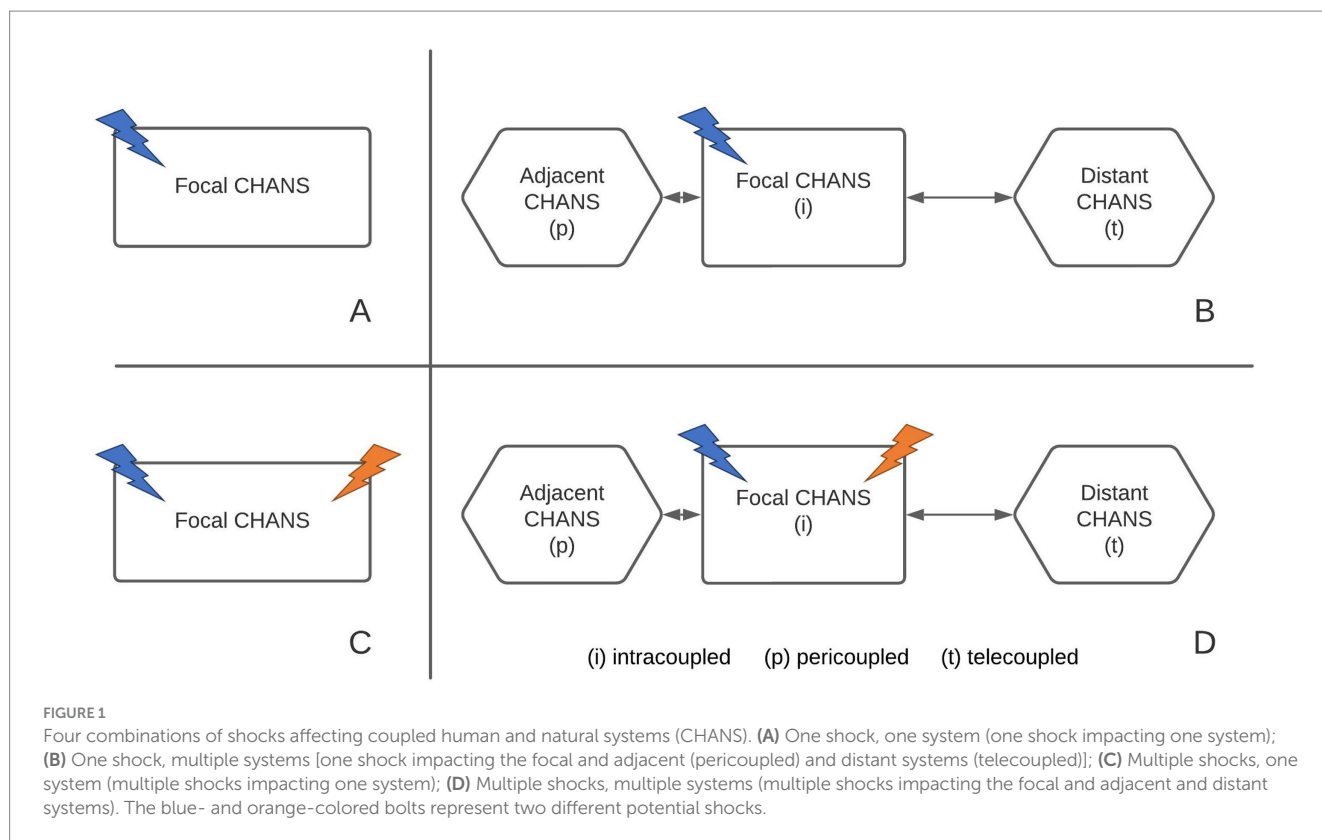 Focal CHANS
A
Adjacent
CHANS
(p)
Focal CHANS
(i)
Distant
CHANS
(t)
B
Focal CHANS
C
Adjacent
CHANS
(p)
Focal CHANS
(i)
Distant
CHANS
(t)
D
(i) intracoupled (p) pericoupled (t) telecoupled
FIGURE 1
Four combinations of shocks affecting coupled human and natural systems (CHANS). (A) One shock, one system (one shock impacting one system);
(B) One shock, multiple systems [one shock impacting the focal and adjacent (pericoupled) and distant systems (telecoupled)]; (C) Multiple shocks, one
system (multiple shocks impacting one system); (D) Multiple shocks, multiple systems (multiple shocks impacting the focal and adjacent and distant
systems). The blue- and orange-colored bolts represent two different potential shocks.